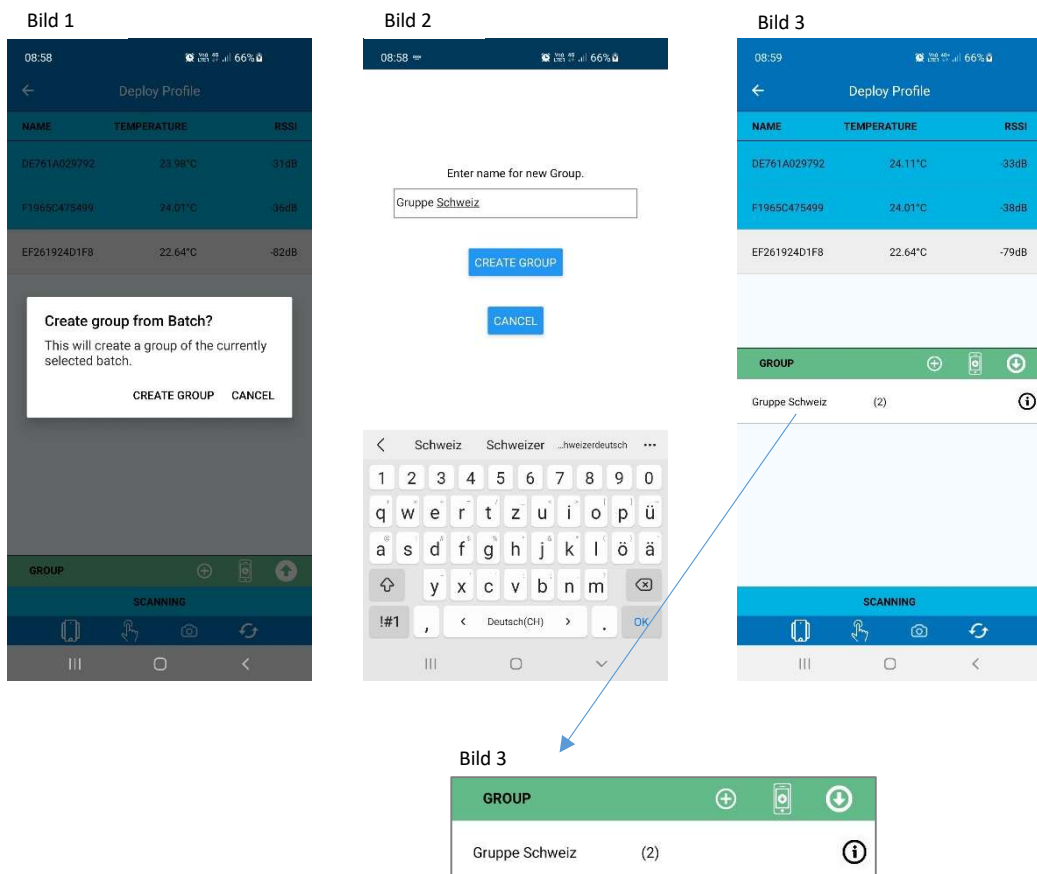 Bild 1
08:58 66%
Deploy Profile
NAME TEMPERATURE RSSI
DE761A029792 23.98°C -31dB
F1965C475499 24.01°C -36dB
EF261924D1F8 22.64°C -82dB
Create group from Batch?
This will create a group of the currently
selected batch.
CREATE GROUP CANCEL
GROUP
SCANNING
Bild 2
08:58 66%
Enter name for new Group.
Gruppe Schweiz
CREATE GROUP
CANCEL
Schweiz Schweizer ...hweizerdeutsch
1 2 3 4 5 6 7 8 9 0
q w e r t z u i o p ü
a s d f g h j k l ö ä
y x c v b n m
!#1 , Deutsch(CH) . OK
Bild 3
08:59 66%
Deploy Profile
NAME TEMPERATURE RSSI
DE761A029792 24.11°C -33dB
F1965C475499 24.01°C -38dB
EF261924D1F8 22.64°C -79dB
GROUP
Gruppe Schweiz (2)
SCANNING
Bild 3
GROUP
Gruppe Schweiz (2)